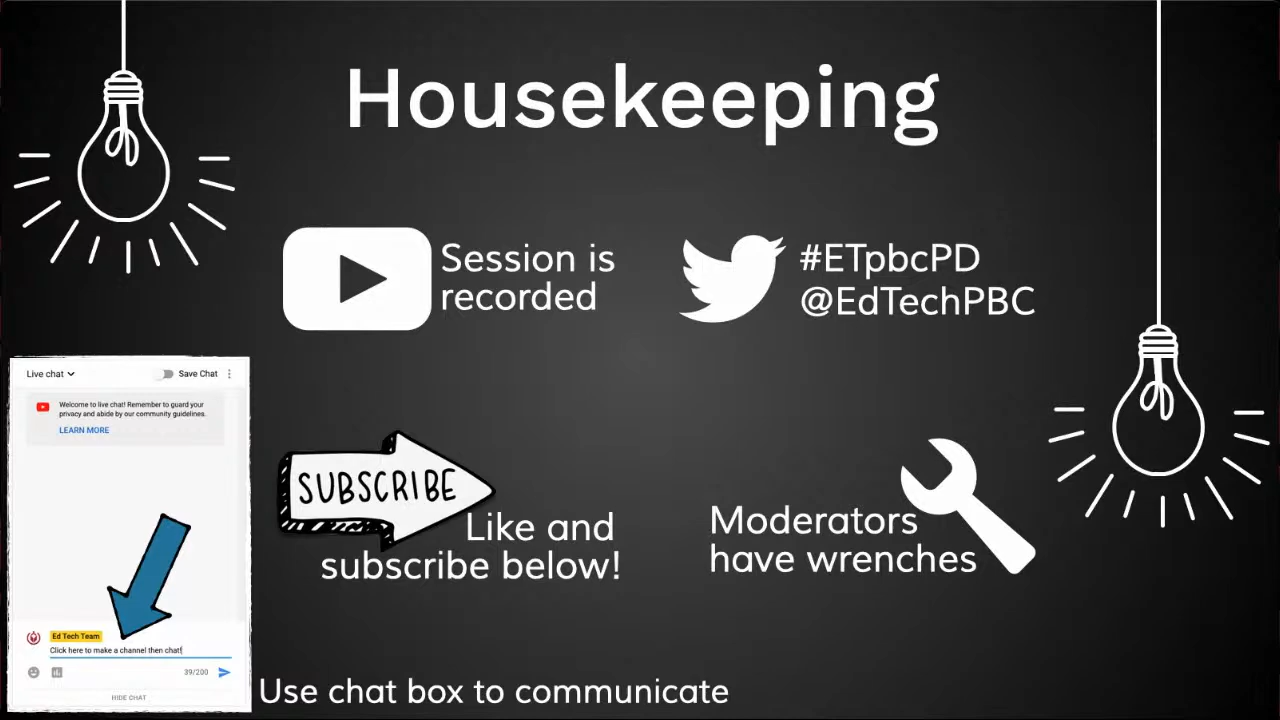 Housekeeping
Session is
recorded
#ETpbcPD
@EdTechPBC
Live chat
Save Chat
Welcome to live chat! Remember to guard your
privacy and abide by our community guidelines.
LEARN MORE
SUBSCRIBE
Like and
subscribe below!
Moderators
have wrenches
Ed Tech Team
Click here to make a channel then chat!
39/200
HIDE CHAT
Use chat box to communicate